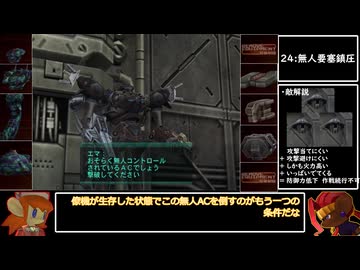 24:無人要塞鎮圧
・敵解説
攻撃当てにくい
+ 攻撃避けにくい
+ しかも火力高い
+ いっぱいでてくる
= 防御力低下 作戦続行不可
エマ:
おそらく無人コントロール
されているACでしょう
撃破してください
僚機が生存した状態でこの無人ACを倒すのがもう一つの
条件だな